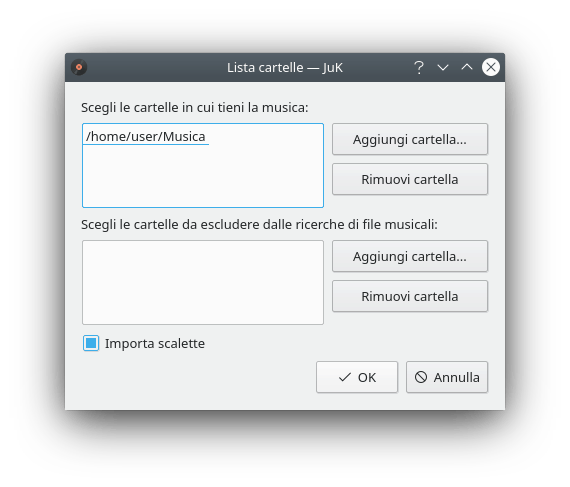 Lista cartelle — JuK
Scegli le cartelle in cui tieni la musica:
/home/user/Musica
Aggiungi cartella...
Rimuovi cartella
Scegli le cartelle da escludere dalle ricerche di file musicali:
Aggiungi cartella...
Rimuovi cartella
Importa scalette
OK
Annulla